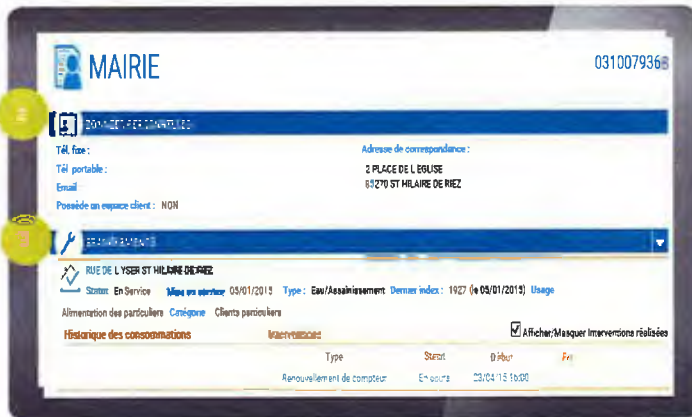 MAIRIE
031007936
DONNEES PERSONNELLES
Tél. fixe :
Adresse de correspondance :
Tél. portable :
2 PLACE DE L EGLISE
Email
85270 ST HILAIRE DE RIEZ
Possède un espace client : NON
BRANCHEMENTS
RUE DE L YSER ST HILAIRE DE RIEZ
Statut En Service Mise en service 05/01/2015 Type : Eau/Assainissement Dernier index : 1927 (le 05/01/2015) Usage
Alimentation des particuliers Catégorie Clients particuliers
Historique des consommations Interventions Afficher/Masquer Interventions réalisées
Type Statut Début Fin
Renouvellement de compteur En cours 16:00